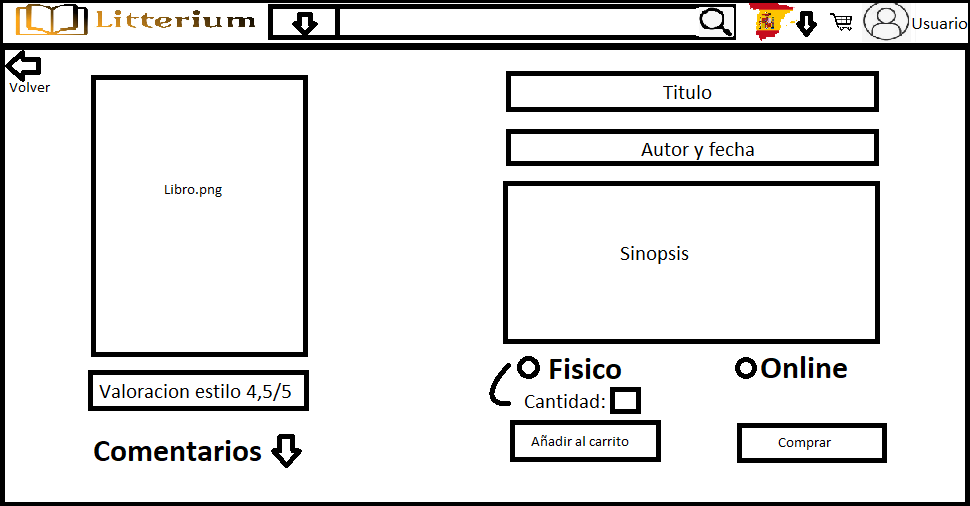 Litterium
Usuario
Volver
Libro.png
Titulo
Autor y fecha
Sinopsis
Valoracion estilo 4,5/5
Comentarios
Fisico
Online
Cantidad:
Añadir al carrito
Comprar